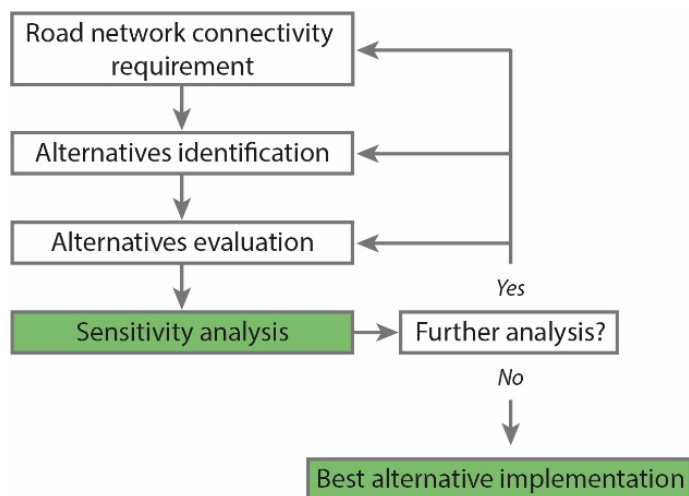 Road network connectivity
requirement
Alternatives identification
Alternatives evaluation
Yes
Sensitivity analysis
Further analysis?
No
Best alternative implementation